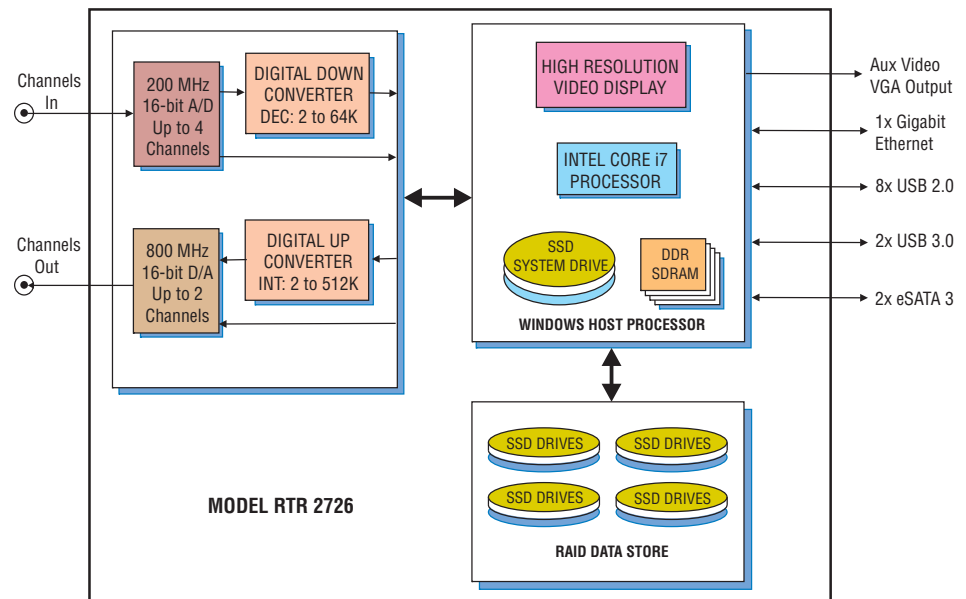 Channels
In
200 MHz
16-bit A/D
Up to 4
Channels
DIGITAL DOWN
CONVERTER
DEC: 2 to 64K
Channels
Out
800 MHz
16-bit D/A
Up to 2
Channels
DIGITAL UP
CONVERTER
INT: 2 to 512K
HIGH RESOLUTION
VIDEO DISPLAY
INTEL CORE i7
PROCESSOR
SSD
SYSTEM DRIVE
DDR
SDRAM
WINDOWS HOST PROCESSOR
Aux Video
VGA Output
1x Gigabit
Ethernet
8x USB 2.0
2x USB 3.0
2x eSATA 3
SSD DRIVES
SSD DRIVES
SSD DRIVES
SSD DRIVES
RAID DATA STORE
MODEL RTR 2726